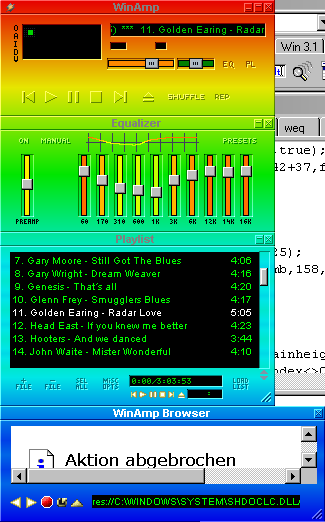 WinAmp
O
A
I
D
V
) *** 11. Golden Earing - Radar
EQ PL
SHUFFLE REP
Win 3.1
Equalizer
ON MANUAL PRESETS
PREAMP 60 170 310 600 1K 3K 6K 12K 14K 16K
weq
true);
42+37,f
25);
mb,158,
Playlist
7. Gary Moore - Still Got The Blues 4:06
8. Gary Wright - Dream Weaver 4:16
9. Genesis - That's all 4:20
10. Glenn Frey - Smugglers Blues 4:17
11. Golden Earing - Radar Love 5:05
12. Head East - If you knew me better 4:23
13. Hooters - And we danced 3:44
14. John Waite - Mister Wonderful 4:10
ainheigh
ndex<>(
+ FILE - FILE SEL ALL MISC OPTS 0:00/3:03:53 LOAD LIST
WinAmp Browser
Aktion abgebrochen
res://C:\WINDOWS\SYSTEM\SHDOCLC.DLL/